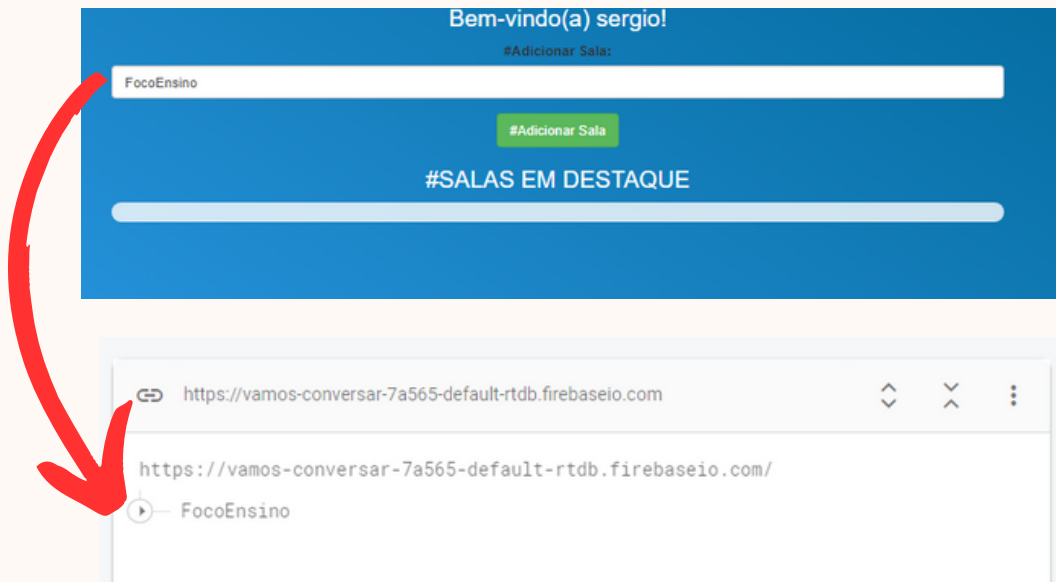 Bem-vindo(a) sergio!
#Adicionar Sala:
FocoEnsino
#Adicionar Sala
#SALAS EM DESTAQUE
https://vamos-conversar-7a565-default-rtdb.firebaseio.com
https://vamos-conversar-7a565-default-rtdb.firebaseio.com/
FocoEnsino